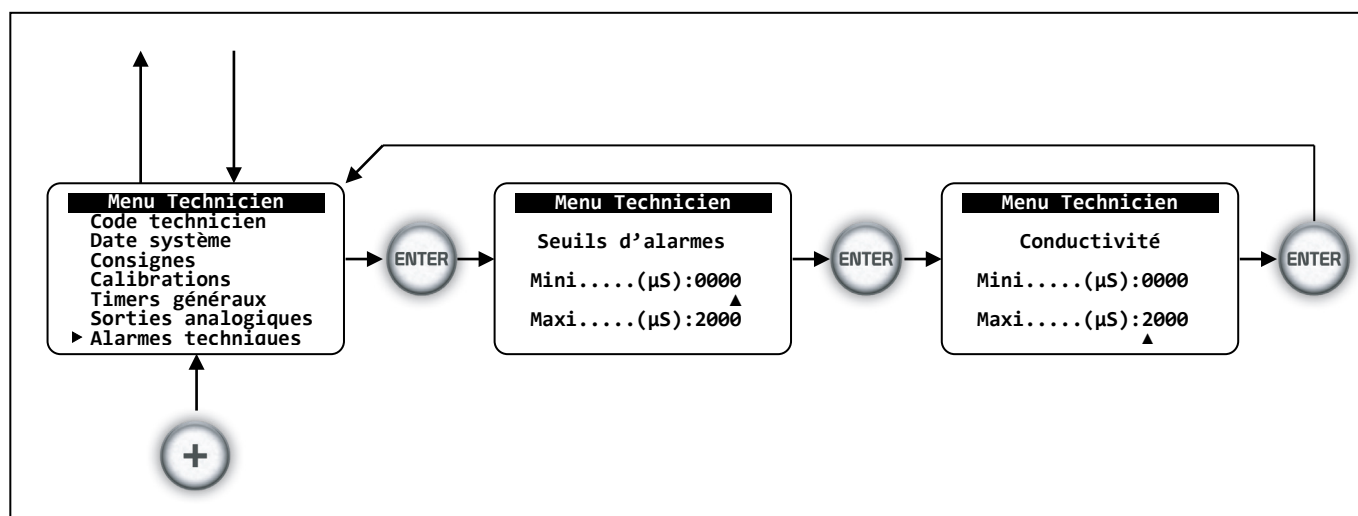 Menu Technicien
Code technicien
Date système
Consignes
Calibrations
Timers généraux
Sorties analogiques
Alarmes techniques
ENTER
Menu Technicien
Seuils d’alarmes
Mini.....(µS):0000
Maxi.....(µS):2000
ENTER
Menu Technicien
Conductivité
Mini.....(µS):0000
Maxi.....(µS):2000
ENTER
+